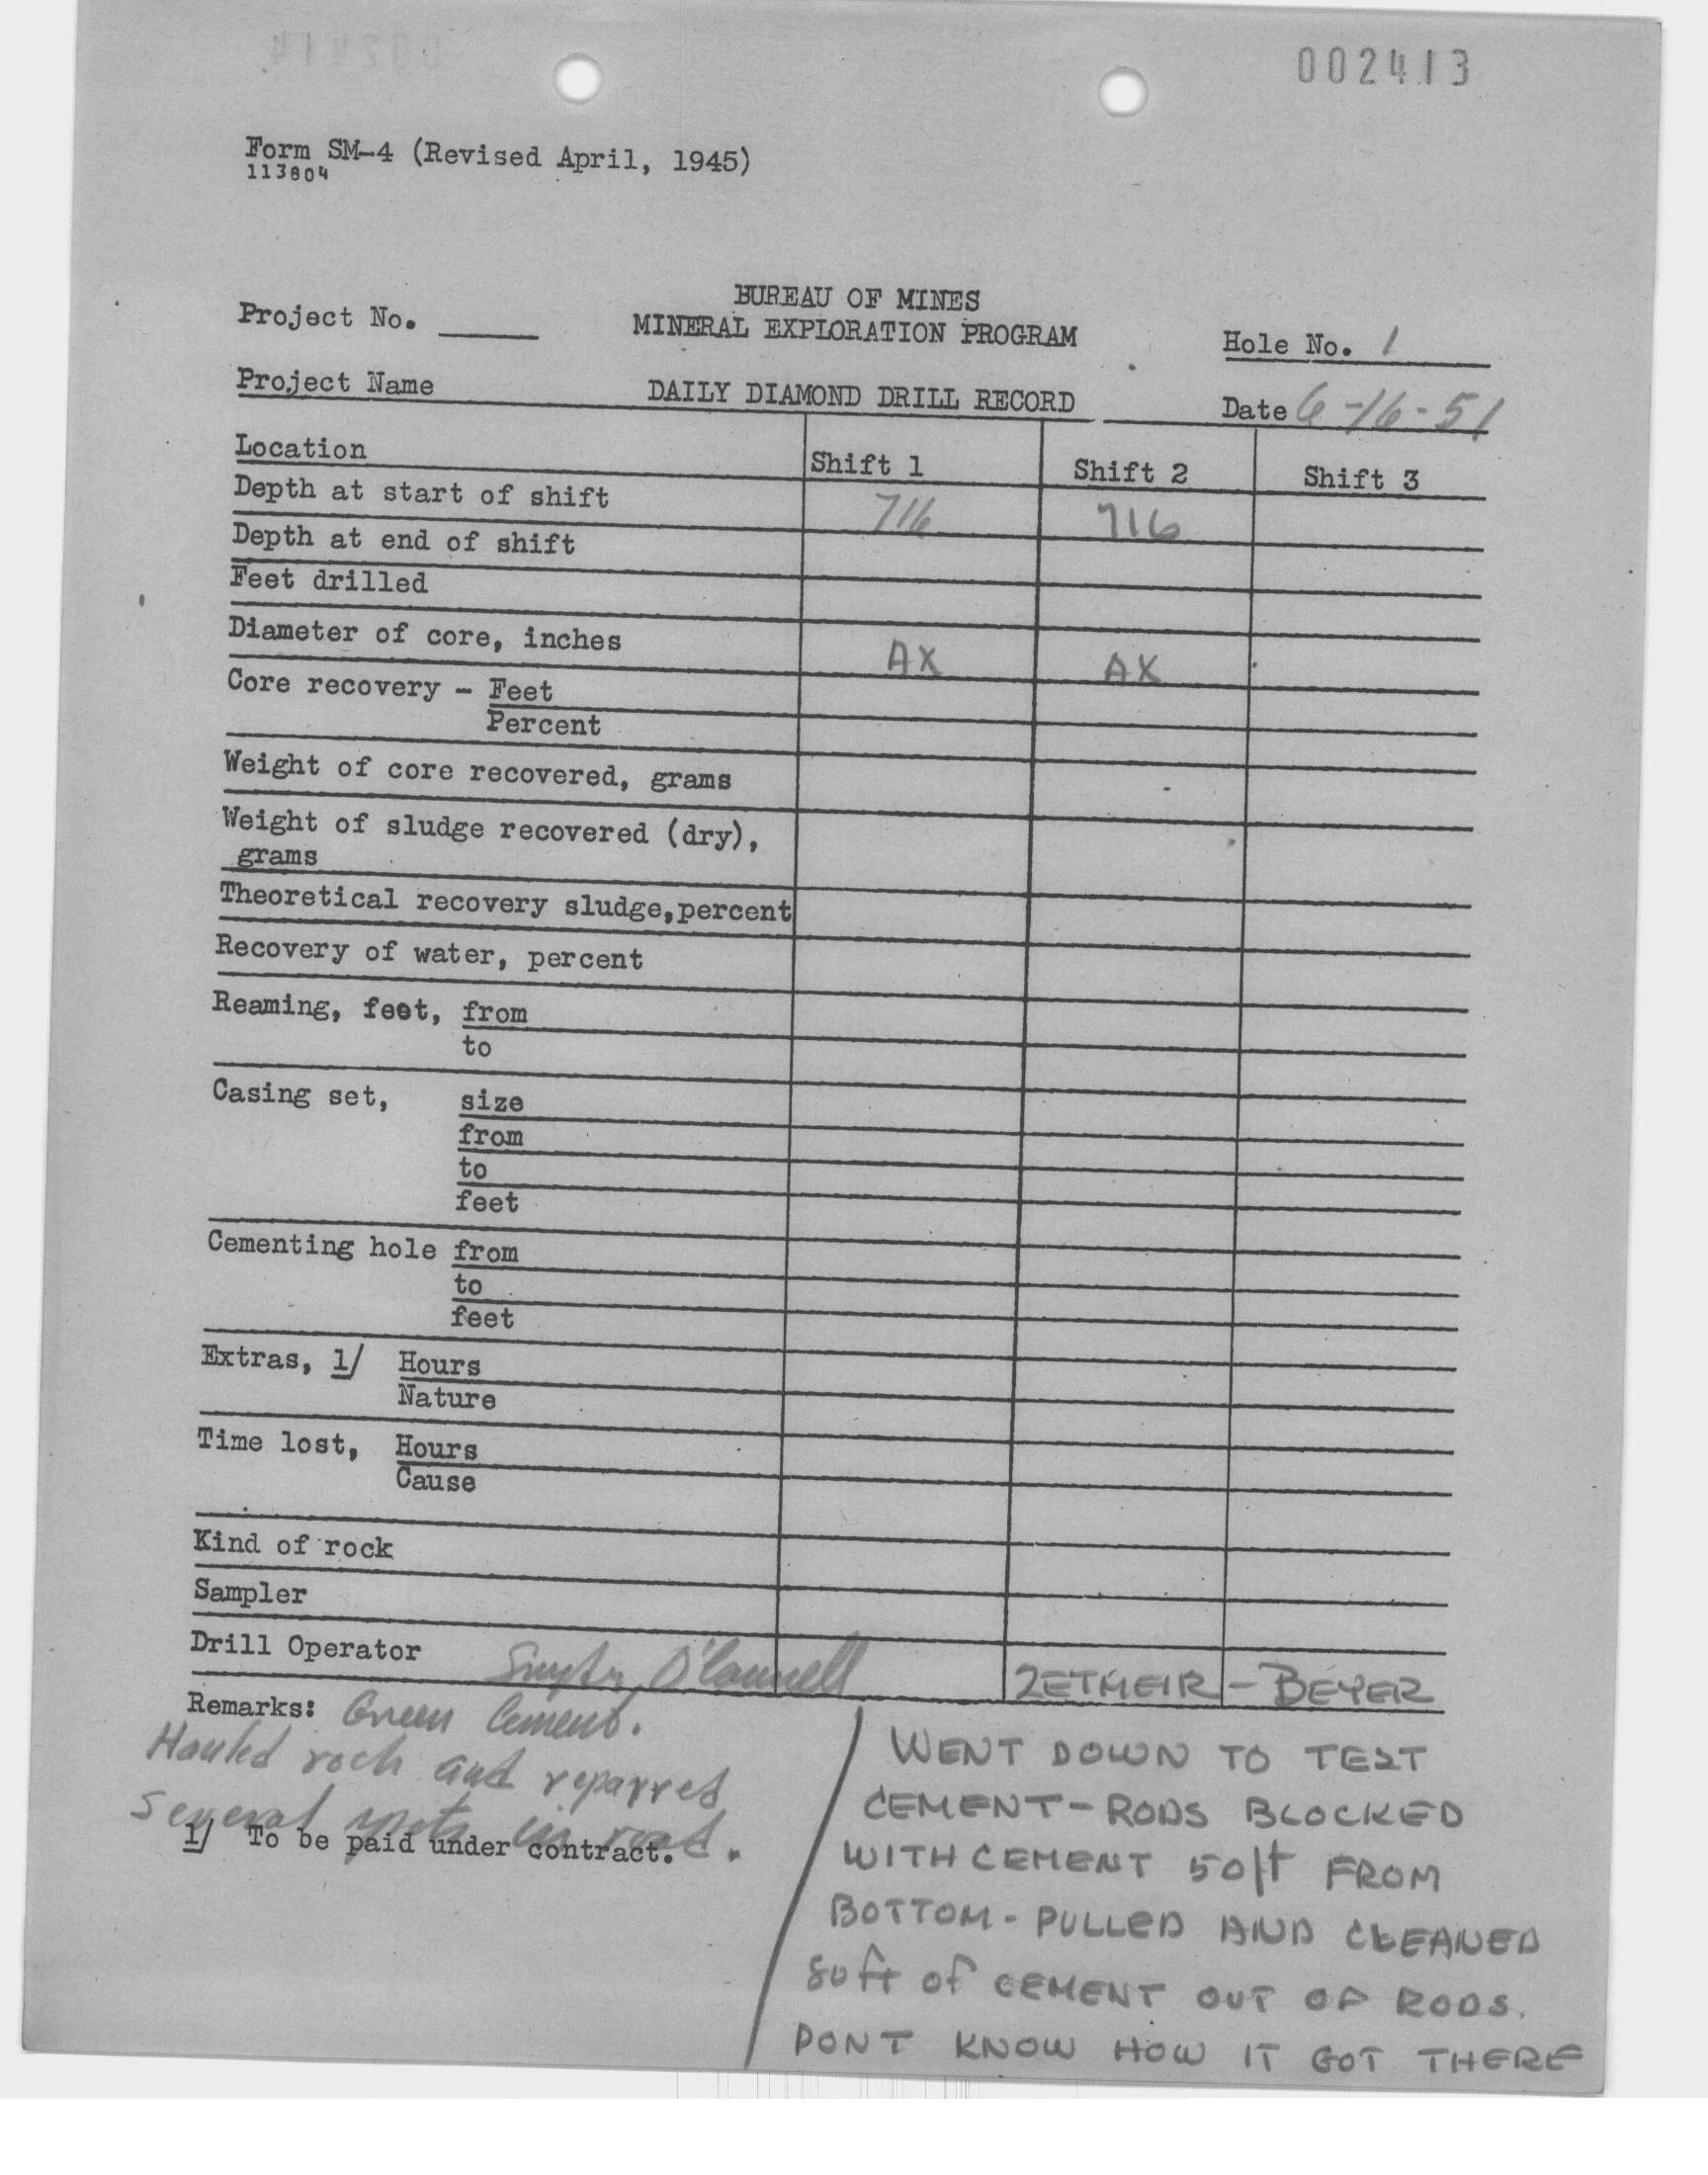 002413
Form SM-4 (Revised April, 1945)
113804
BUREAU OF MINES
Project No.
MINERAL EXPLORATION PROGRAM
Hole No. 1
Project Name
DAILY DIAMOND DRILL RECORD
Date 6-16-51
Location
Shift 1 Shift 2 Shift 3
Depth at start of shift 716 716
Depth at end of shift
Feet drilled
Diameter of core, inches AX AX
Core recovery - Feet
Percent
Weight of core recovered, grams
Weight of sludge recovered (dry),
grams
Theoretical recovery sludge, percent
Recovery of water, percent
Reaming, feet, from
to
Casing set, size
from
to
feet
Cementing hole from
to
feet
Extras, 1/ Hours
Nature
Time lost, Hours
Cause
Kind of rock
Sampler
Drill Operator O'Connell ZETMEIR - BEYER
Remarks: Green Cement.
Hauled rock and repairred
several spots in road.
1/ To be paid under contract.
WENT DOWN TO TEST
CEMENT - RODS BLOCKED
WITH CEMENT 50ft FROM
BOTTOM - PULLED AND CLEANED
50ft of CEMENT OUT OF RODS.
DONT KNOW HOW IT GOT THERE